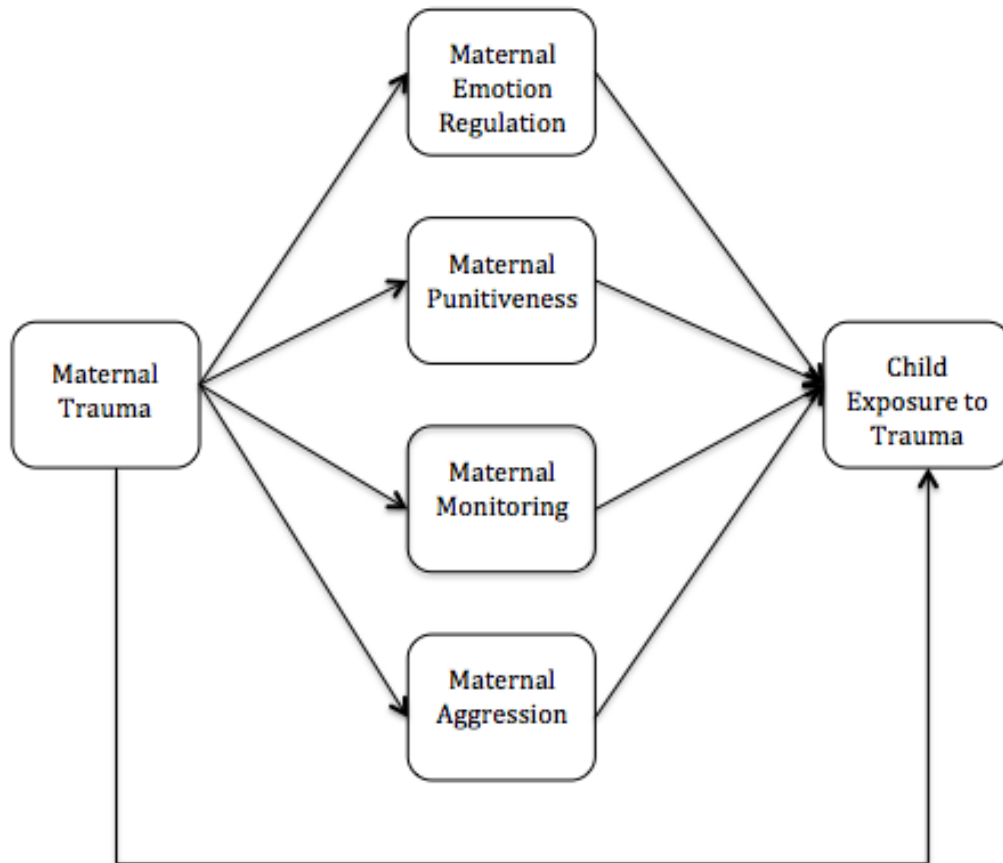 Maternal
Emotion
Regulation
Maternal
Punitiveness
Maternal
Trauma
Child
Exposure to
Trauma
Maternal
Monitoring
Maternal
Aggression